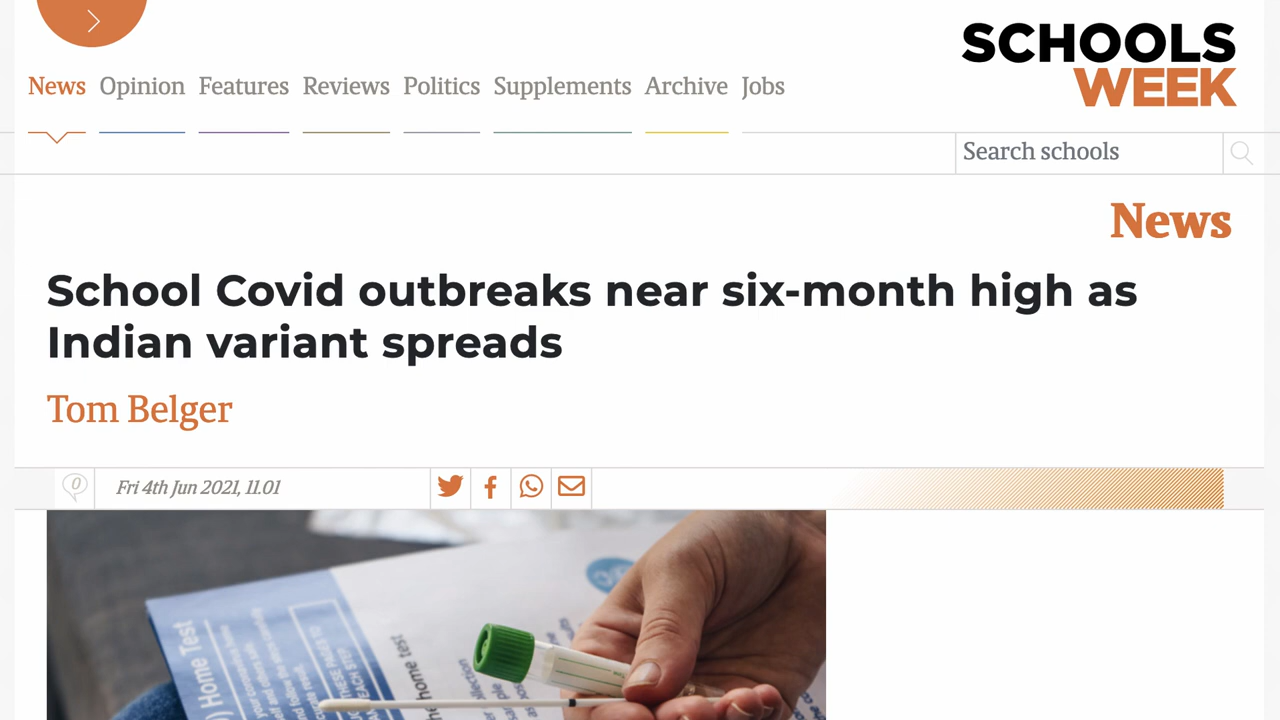 SCHOOLS
WEEK
News Opinion Features Reviews Politics Supplements Archive Jobs
Search schools
News
School Covid outbreaks near six-month high as
Indian variant spreads
Tom Belger
0
Fri 4th Jun 2021, 11.01
) Home Test
home test